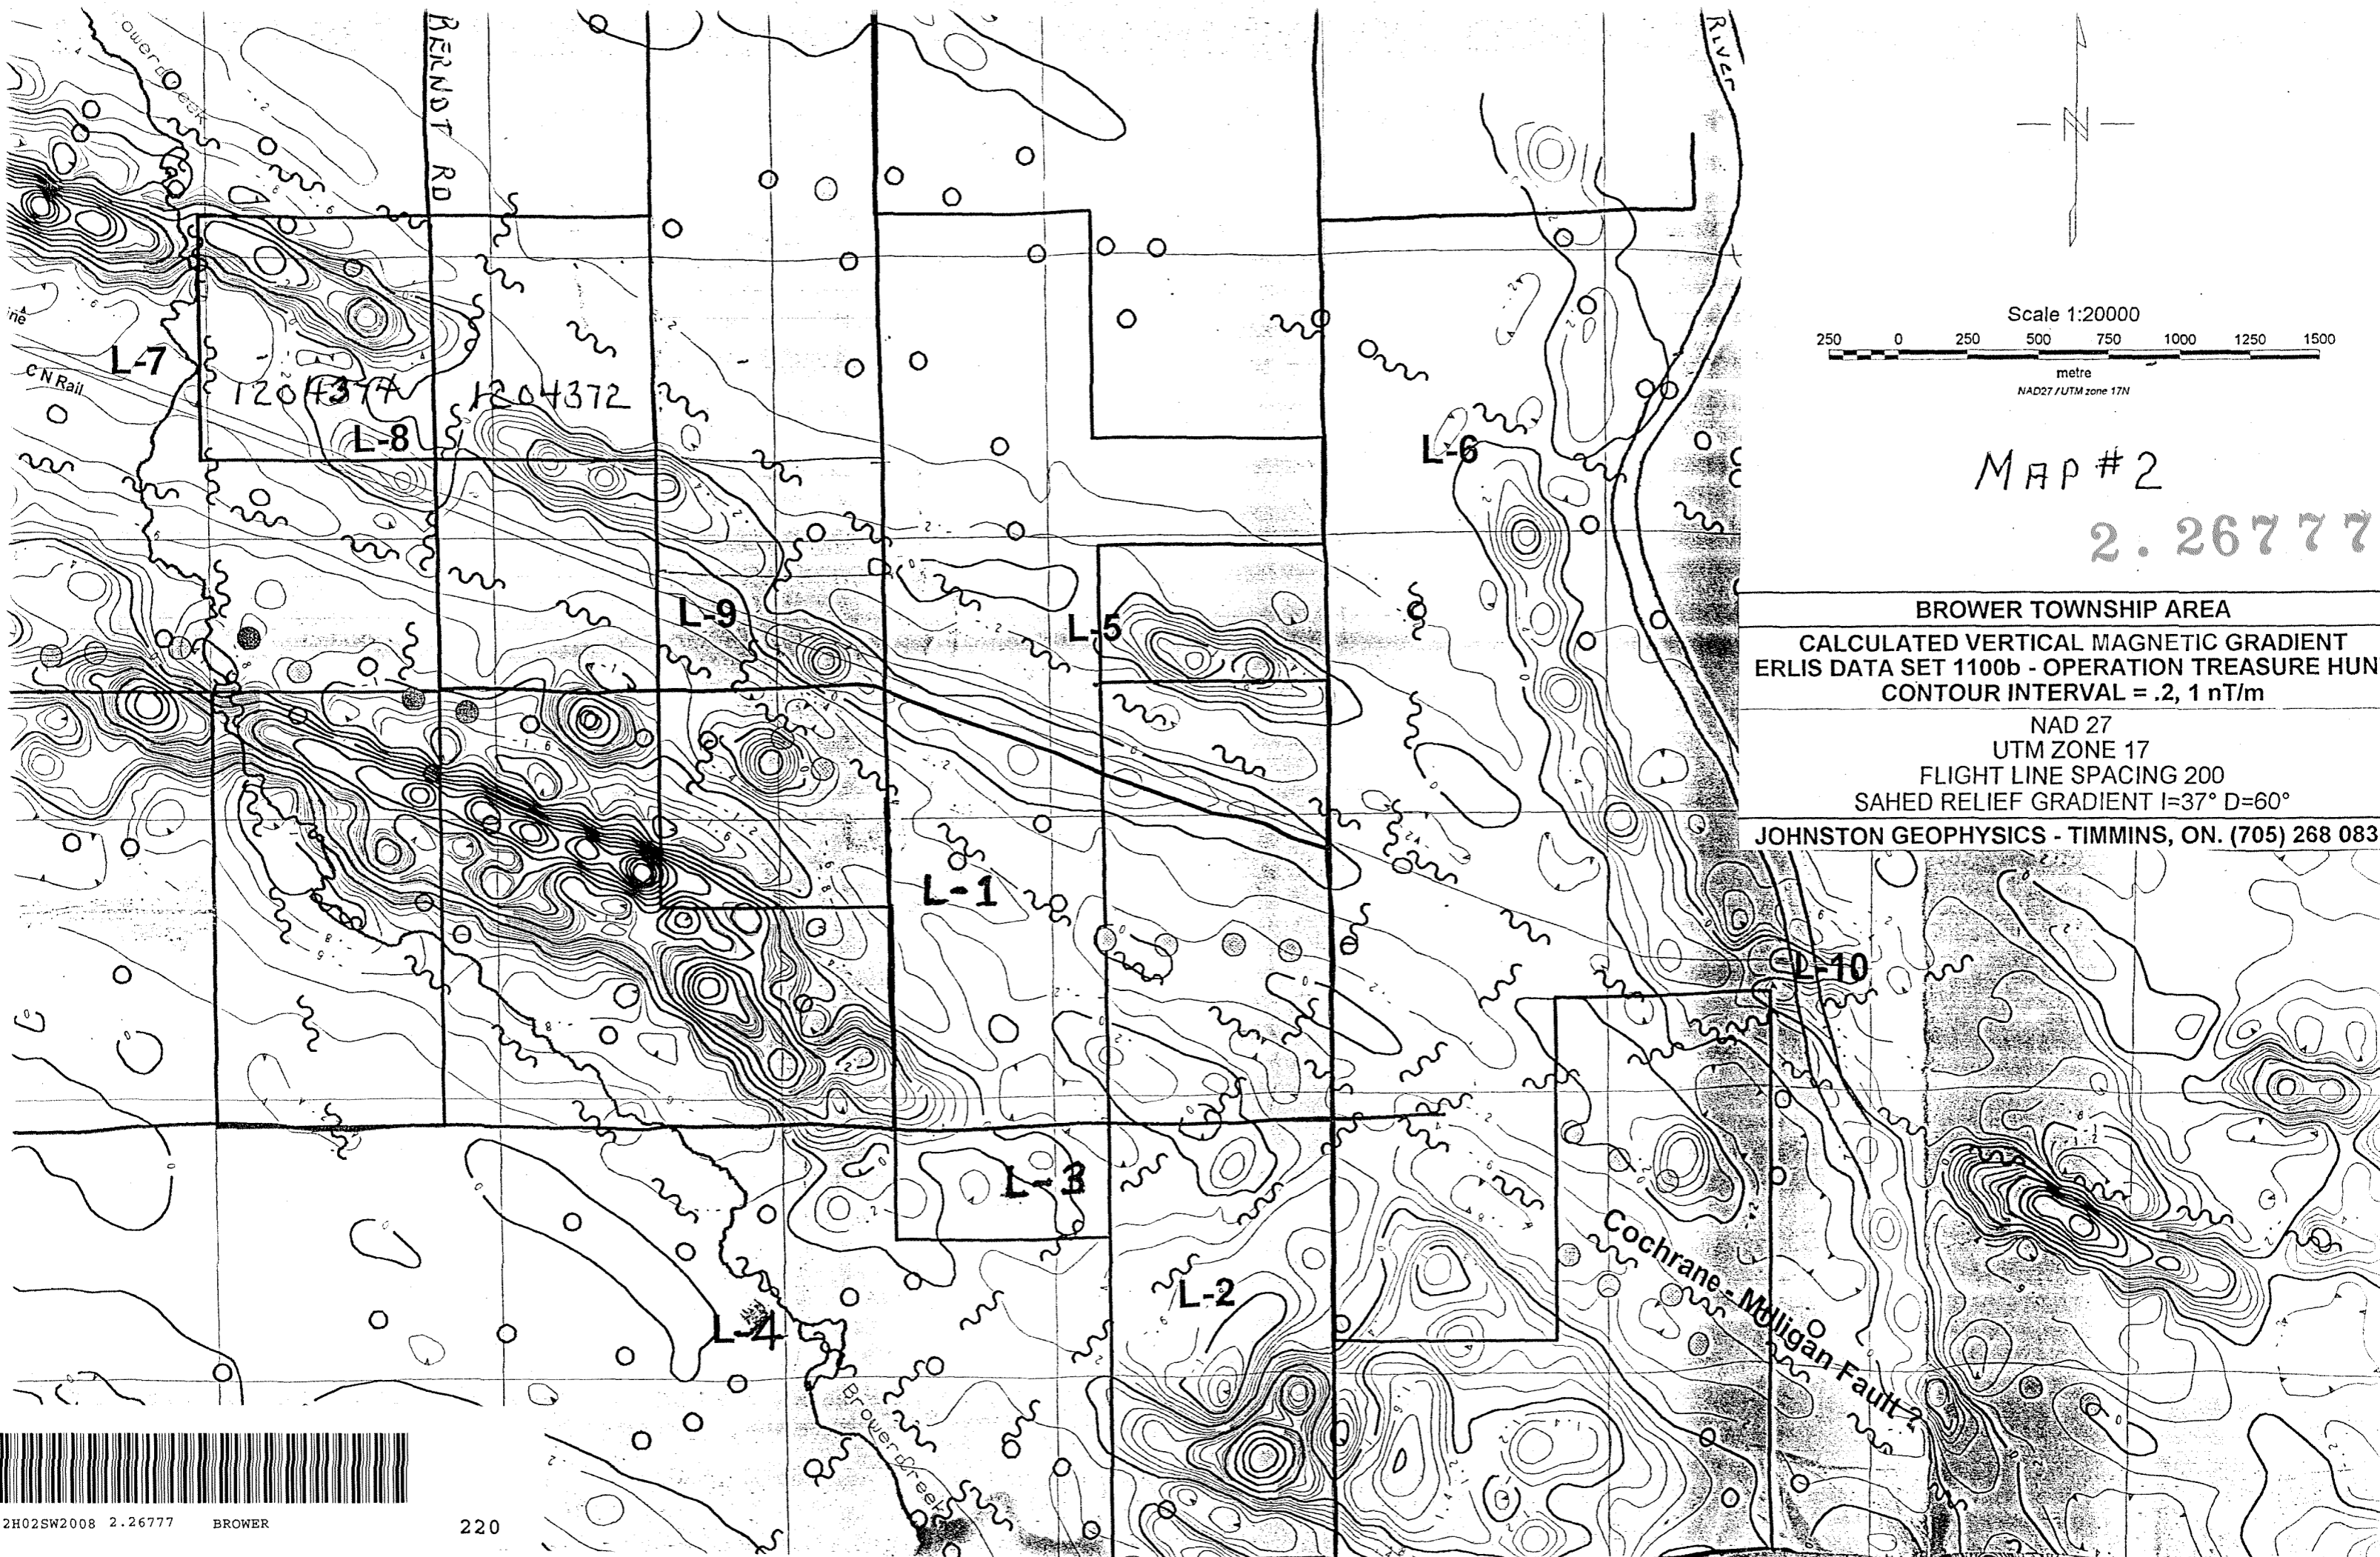 BERNDT RD
River
ower
eek
N
Scale 1:20000
250 0 250 500 750 1000 1250 1500
metre
NAD27 / UTM zone 17N
MAP #2
2.26777
BROWER TOWNSHIP AREA
CALCULATED VERTICAL MAGNETIC GRADIENT
ERLIS DATA SET 1100b - OPERATION TREASURE HUN
CONTOUR INTERVAL = .2, 1 nT/m
NAD 27
UTM ZONE 17
FLIGHT LINE SPACING 200
SAHED RELIEF GRADIENT I=37° D=60°
JOHNSTON GEOPHYSICS - TIMMINS, ON. (705) 268 083
L-7
C N Rail
1204374
1204372
L-8
L-6
L-9
L-5
L-1
L-10
L-3
L-2
L-4
Cochrane - Mulligan Fault ?
Brower Creek
2H02SW2008 2.26777 BROWER
220